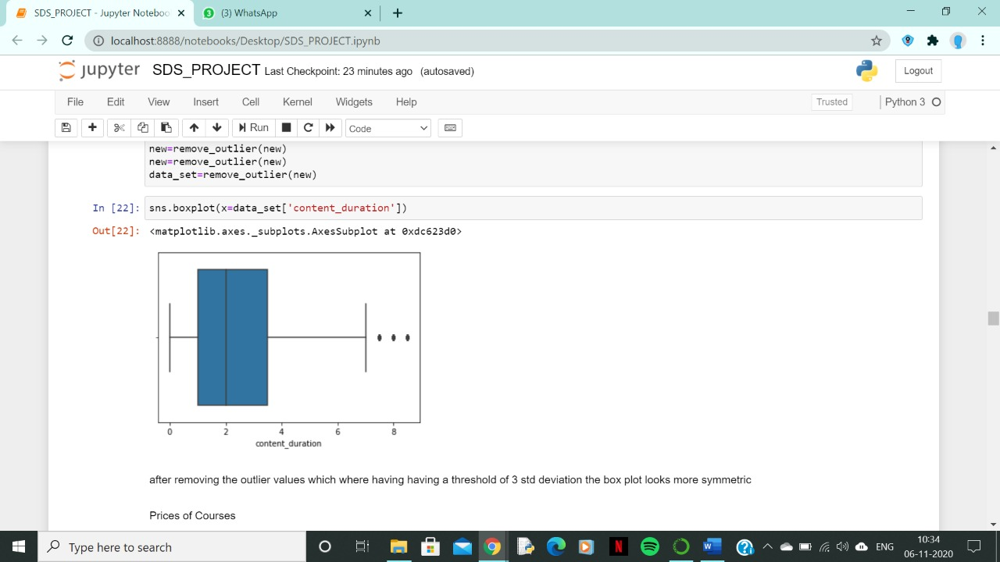 SDS_PROJECT - Jupyter Noteboo
(3) WhatsApp
localhost:8888/notebooks/Desktop/SDS_PROJECT.ipynb
jupyter SDS_PROJECT Last Checkpoint: 23 minutes ago (autosaved)
Logout
File Edit View Insert Cell Kernel Widgets Help
Trusted
Python 3
Run
Code
new=remove_outlier(new)
new=remove_outlier(new)
data_set=remove_outlier(new)
In [22]: sns.boxplot(x=data_set['content_duration'])
Out[22]: <matplotlib.axes._subplots.AxesSubplot at 0xdc623d0>
0 2 4 6 8
content_duration
after removing the outlier values which where having having a threshold of 3 std deviation the box plot looks more symmetric
Prices of Courses
Type here to search
ENG
10:34
06-11-2020